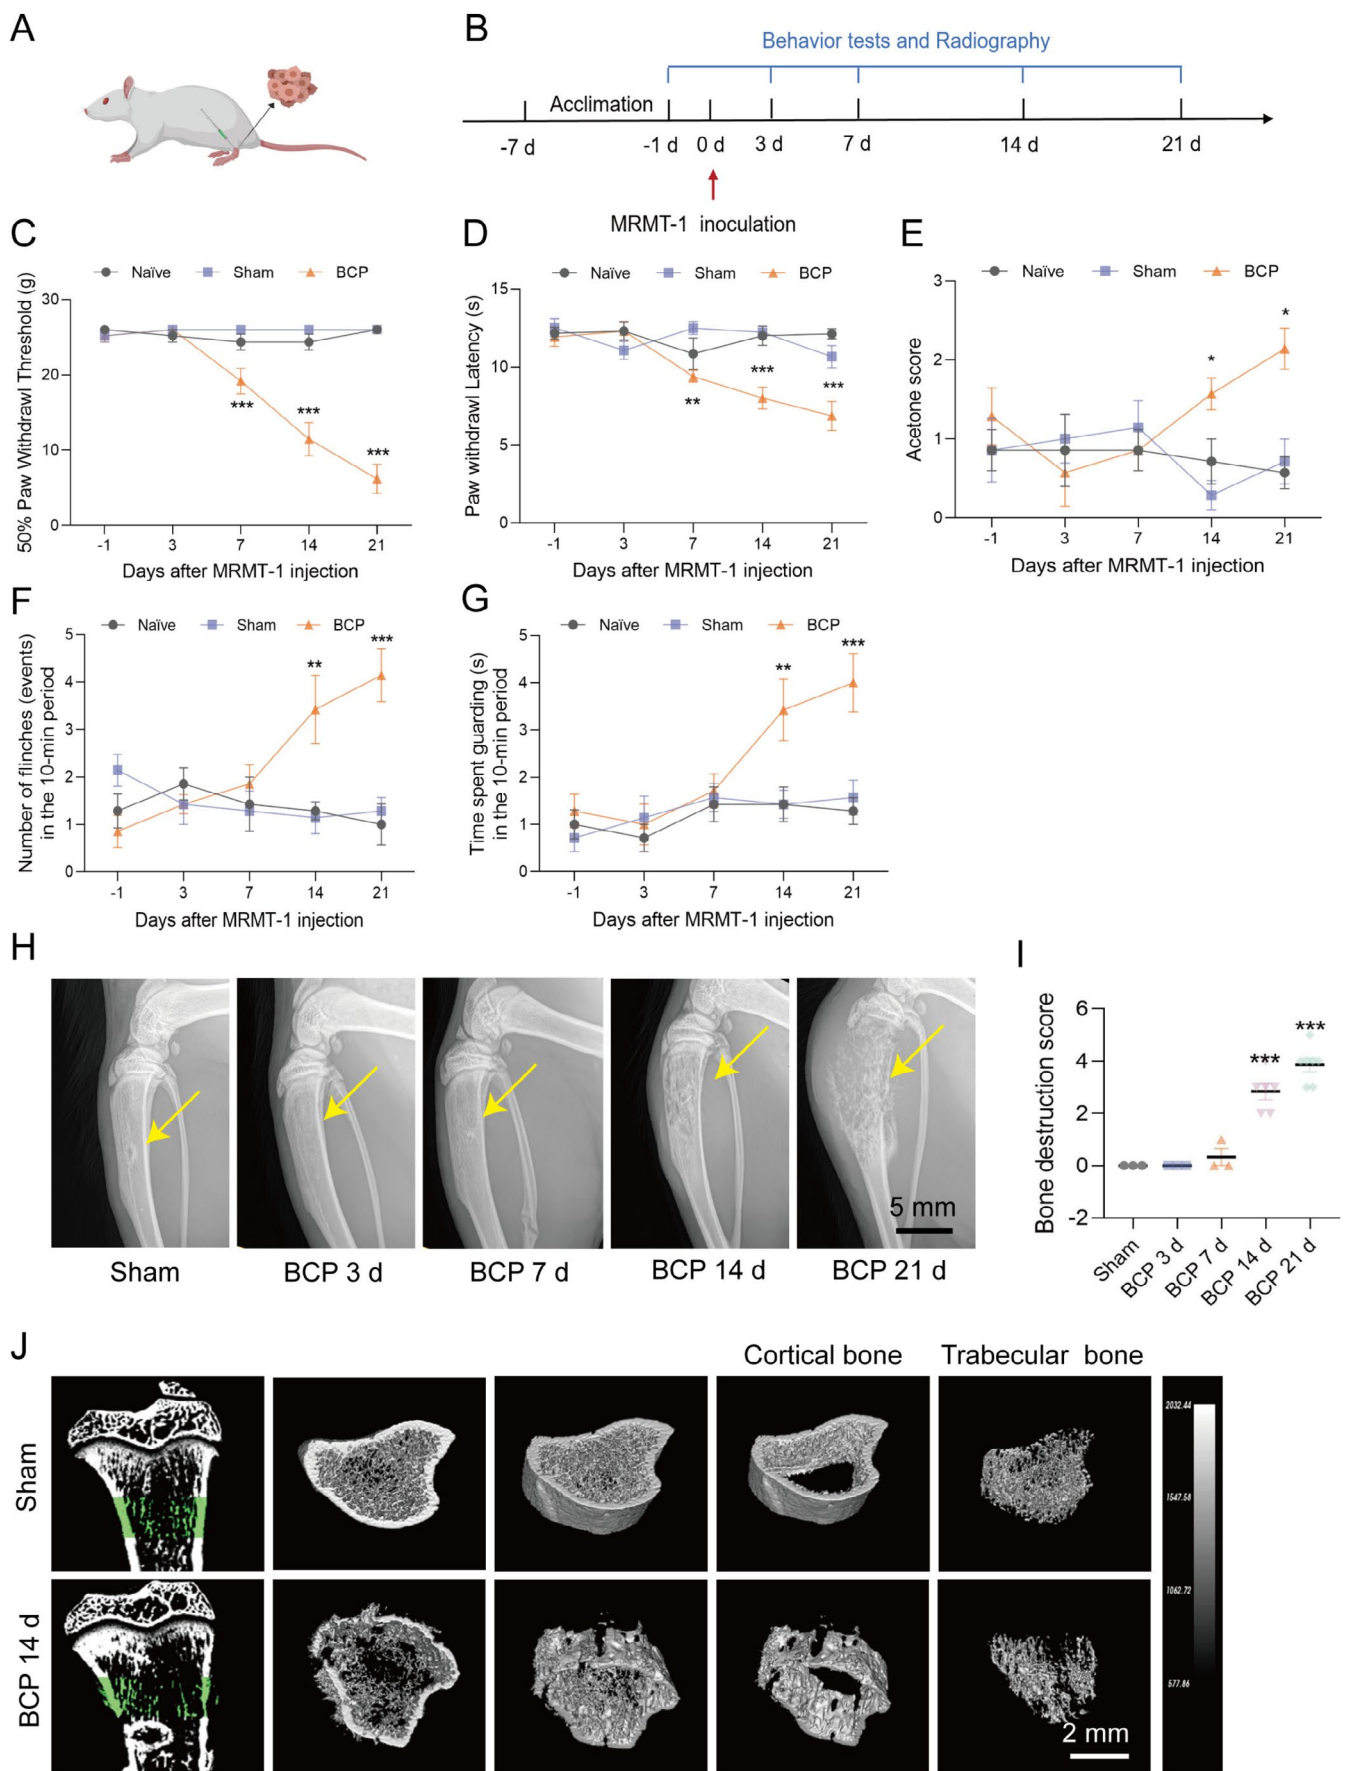 A
B
Behavior tests and Radiography
Acclimation
-7 d
-1 d
0 d
3 d
7 d
14 d
21 d
MRMT-1 inoculation
C
Naïve
Sham
BCP
50% Paw Withdrawl Threshold (g)
30
20
10
0
***
***
***
-1
3
7
14
21
Days after MRMT-1 injection
D
Naïve
Sham
BCP
Paw withdrawl Latency (s)
15
10
5
0
**
***
***
-1
3
7
14
21
Days after MRMT-1 injection
E
Naïve
Sham
BCP
Acetone score
3
2
1
0
*
*
-1
3
7
14
21
Days after MRMT-1 injection
F
Naïve
Sham
BCP
Number of flinches (events)
in the 10-min period
5
4
3
2
1
0
**
***
-1
3
7
14
21
Days after MRMT-1 injection
G
Naïve
Sham
BCP
Time spent guarding (s)
in the 10-min period
5
4
3
2
1
0
**
***
-1
3
7
14
21
Days after MRMT-1 injection
H
5 mm
Sham
BCP 3 d
BCP 7 d
BCP 14 d
BCP 21 d
I
Bone destruction score
6
4
2
0
-2
***
***
Sham
BCP 3 d
BCP 7 d
BCP 14 d
BCP 21 d
J
Cortical bone
Trabecular bone
Sham
BCP 14 d
2032.44
1547.58
1062.72
577.86
2 mm